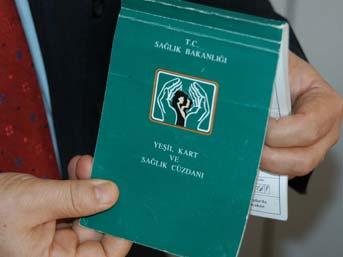 T.C.
SAĞLIK BAKANLIĞI
YEŞİL KART
VE
SAĞLIK CÜZDANI